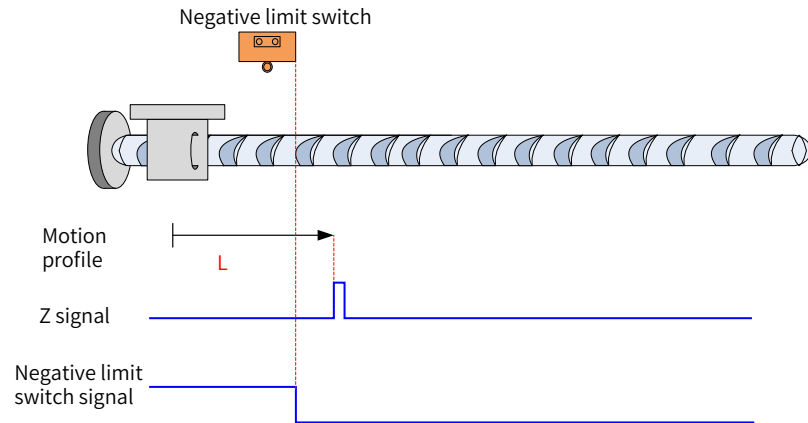 Negative limit switch
Motion
profile
L
Z signal
Negative limit
switch signal